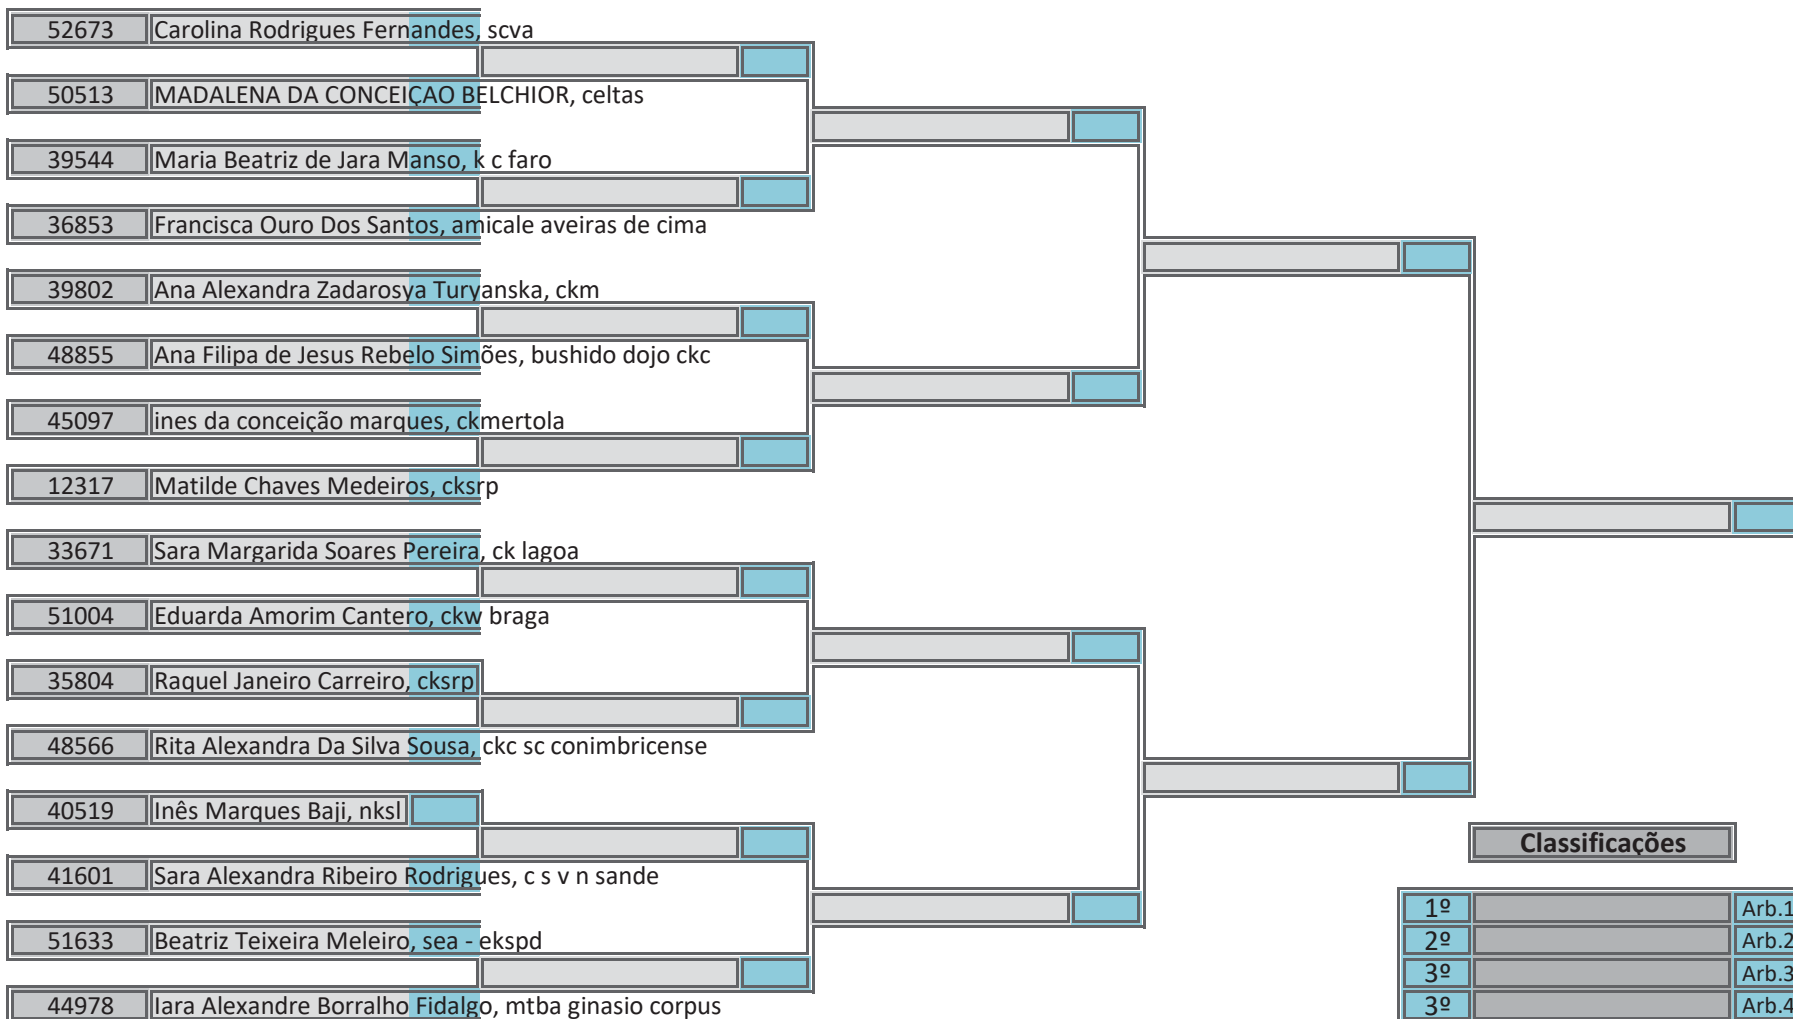 52673 Carolina Rodrigues Fernandes, scva
50513 MADALENA DA CONCEIÇAO BELCHIOR, celtas
39544 Maria Beatriz de Jara Manso, k c faro
36853 Francisca Ouro Dos Santos, amicale aveiras de cima
39802 Ana Alexandra Zadarosya Turyanska, ckm
48855 Ana Filipa de Jesus Rebelo Simões, bushido dojo ckc
45097 ines da conceição marques, ckmertola
12317 Matilde Chaves Medeiros, cksrp
33671 Sara Margarida Soares Pereira, ck lagoa
51004 Eduarda Amorim Cantero, ckw braga
35804 Raquel Janeiro Carreiro, cksrp
48566 Rita Alexandra Da Silva Sousa, ckc sc conimbricense
40519 Inês Marques Baji, nksl
41601 Sara Alexandra Ribeiro Rodrigues, c s v n sande
51633 Beatriz Teixeira Meleiro, sea - ekspd
44978 Iara Alexandre Borralho Fidalgo, mtba ginasio corpus
Classificações
1º Arb.1
2º Arb.2
3º Arb.3
3º Arb.4